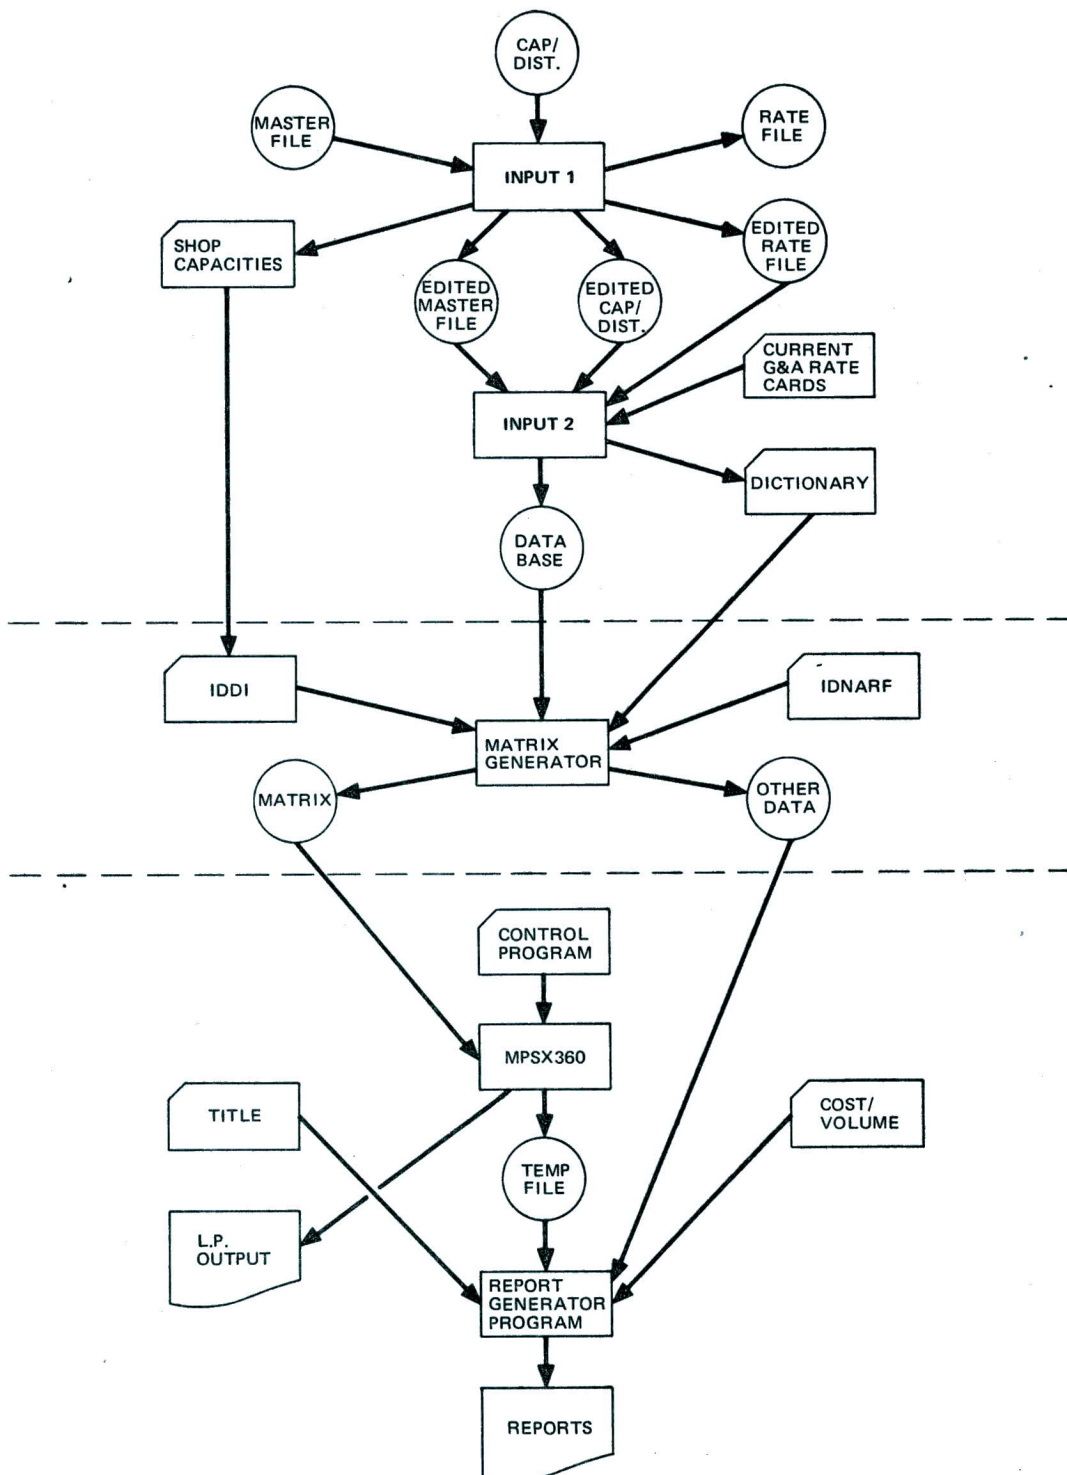 CAP/
DIST.
MASTER
FILE
RATE
FILE
INPUT 1
SHOP
CAPACITIES
EDITED
RATE
FILE
EDITED
MASTER
FILE
EDITED
CAP/
DIST.
CURRENT
G&A RATE
CARDS
INPUT 2
DICTIONARY
DATA
BASE
IDDI
IDNARF
MATRIX
GENERATOR
MATRIX
OTHER
DATA
CONTROL
PROGRAM
MPSX360
TITLE
COST/
VOLUME
TEMP
FILE
L.P.
OUTPUT
REPORT
GENERATOR
PROGRAM
REPORTS